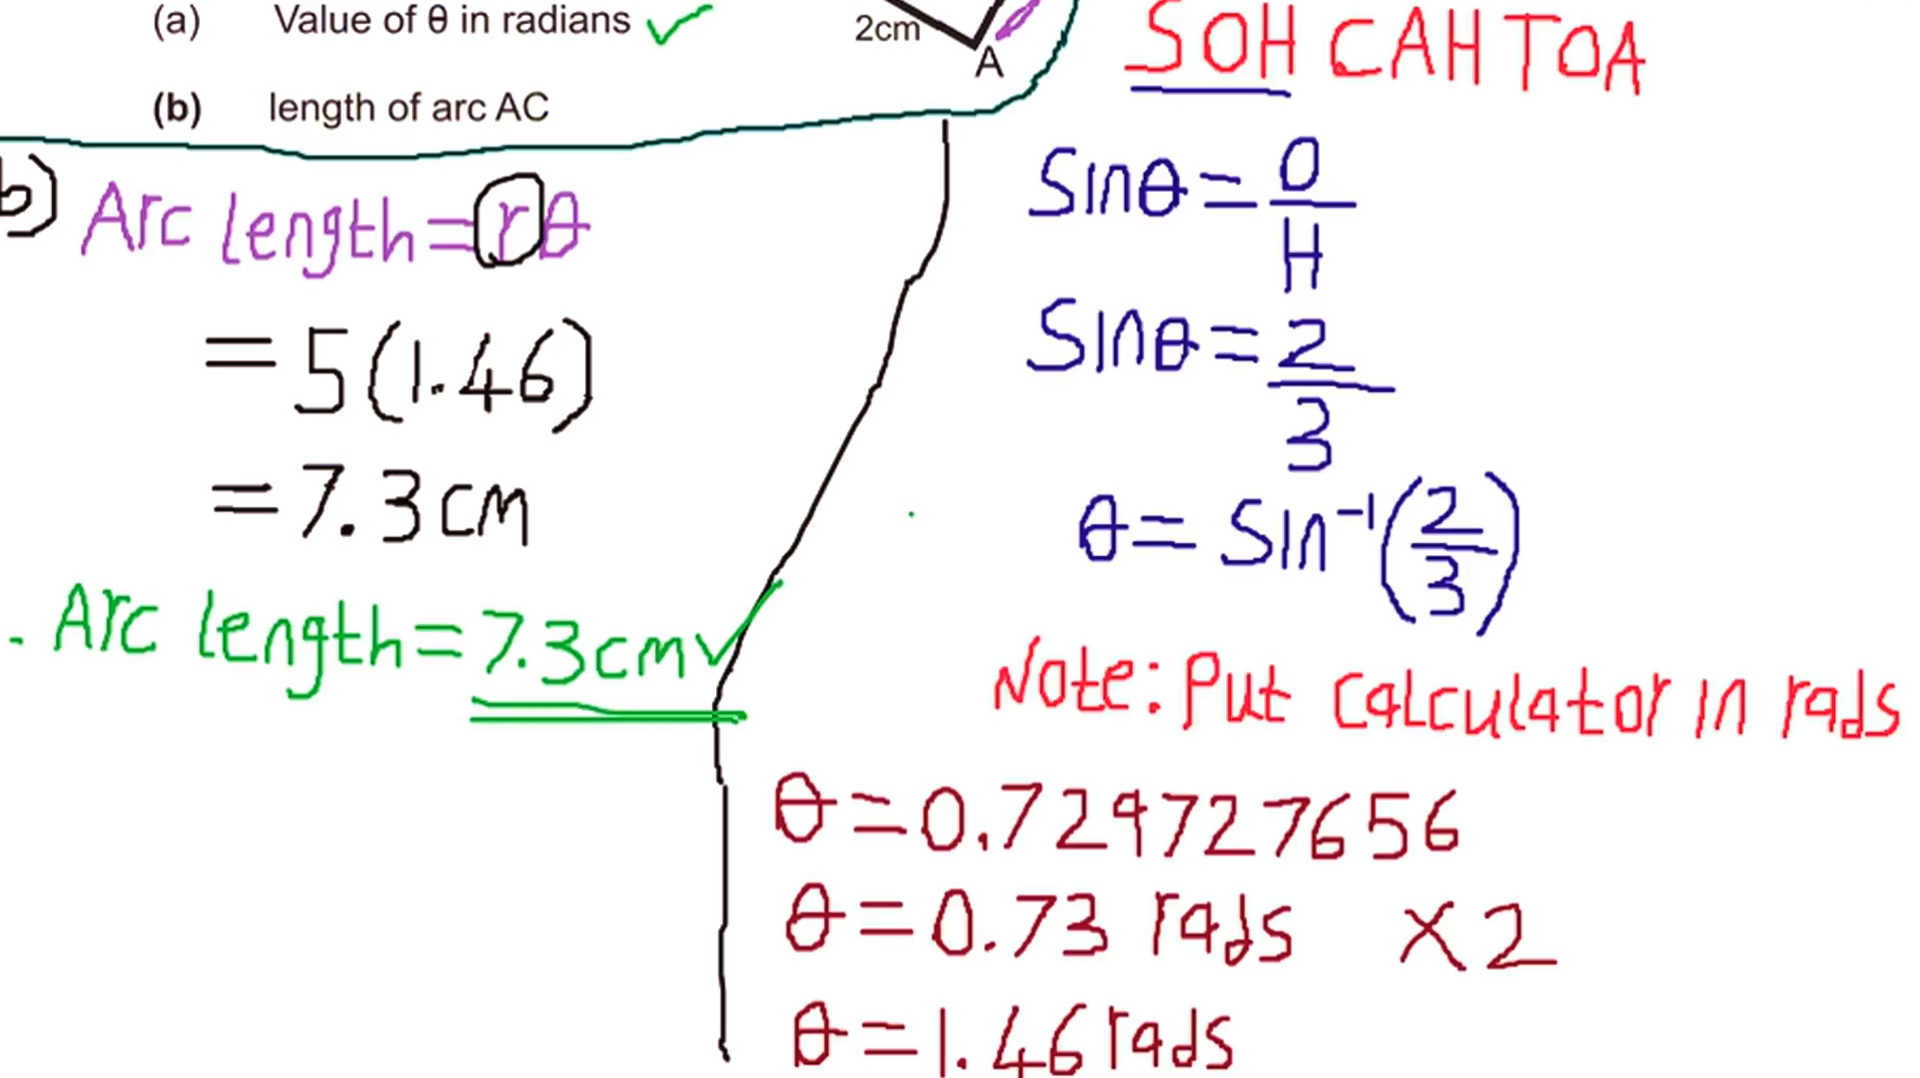 (a) Value of θ in radians
(b) length of arc AC
2cm
A
b) Arc length = rθ
= 5(1.46)
= 7.3cm
. Arc length = 7.3cm
SOH CAH TOA
Sinθ = O/H
Sinθ = 2/3
θ = Sin⁻¹(2/3)
Note: Put calculator in rads
θ = 0.729727656
θ = 0.73 rads ×2
θ = 1.46 rads